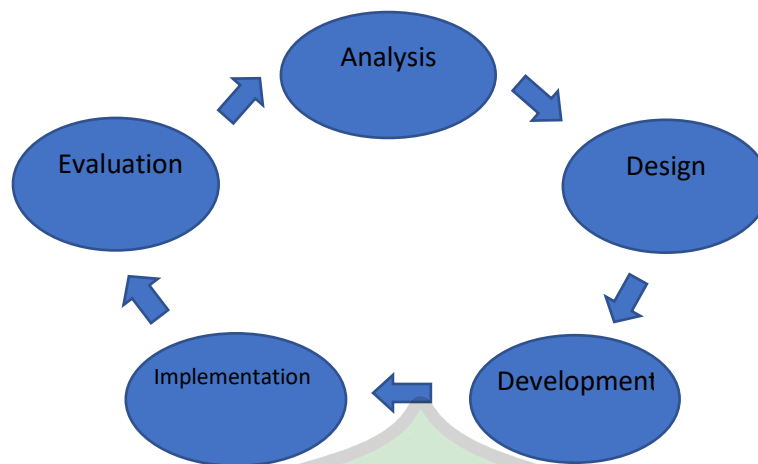 Analysis
Design
Development
Implementation
Evaluation